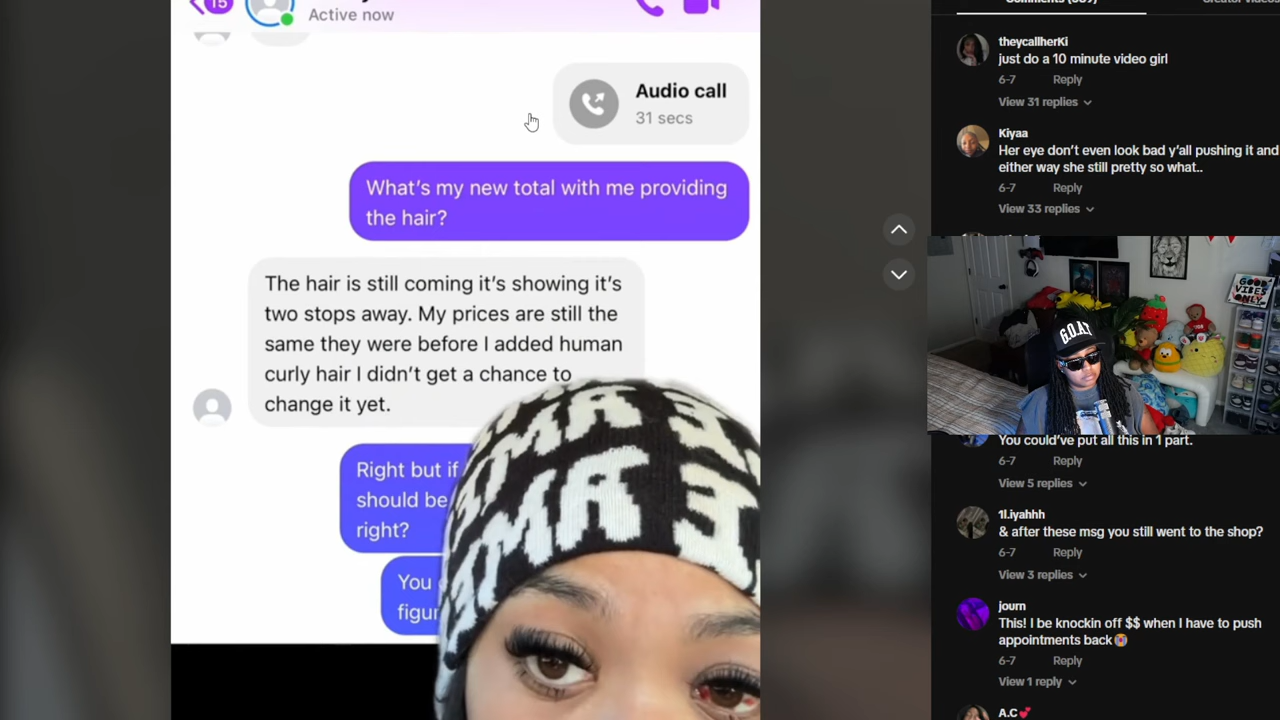 15
Active now
Audio call
31 secs
What's my new total with me providing
the hair?
The hair is still coming it's showing it's
two stops away. My prices are still the
same they were before I added human
curly hair I didn't get a chance to
change it yet.
Right but if
should be
right?
You
figur
theycallherKi
just do a 10 minute video girl
6-7 Reply
View 31 replies
Kiyaa
Her eye don't even look bad y'all pushing it and
either way she still pretty so what..
6-7 Reply
View 33 replies
GOOD
VIBES
ONLY
G.O.A.T
You could've put all this in 1 part.
6-7 Reply
View 5 replies
1l.iyahhh
& after these msg you still went to the shop?
6-7 Reply
View 3 replies
journ
This! I be knockin off $$ when I have to push
appointments back😭
6-7 Reply
View 1 reply
A.C💕